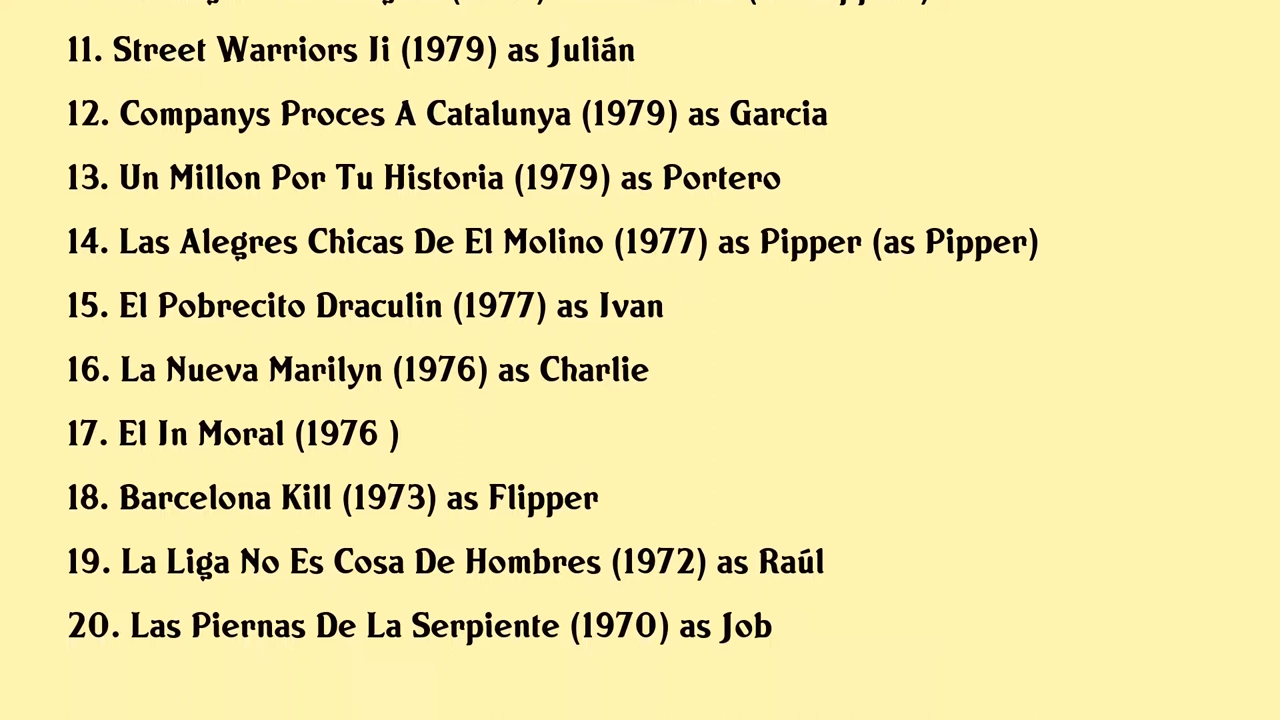 11. Street Warriors Ii (1979) as Julián
12. Companys Proces A Catalunya (1979) as Garcia
13. Un Millon Por Tu Historia (1979) as Portero
14. Las Alegres Chicas De El Molino (1977) as Pipper (as Pipper)
15. El Pobrecito Draculin (1977) as Ivan
16. La Nueva Marilyn (1976) as Charlie
17. El In Moral (1976 )
18. Barcelona Kill (1973) as Flipper
19. La Liga No Es Cosa De Hombres (1972) as Raúl
20. Las Piernas De La Serpiente (1970) as Job